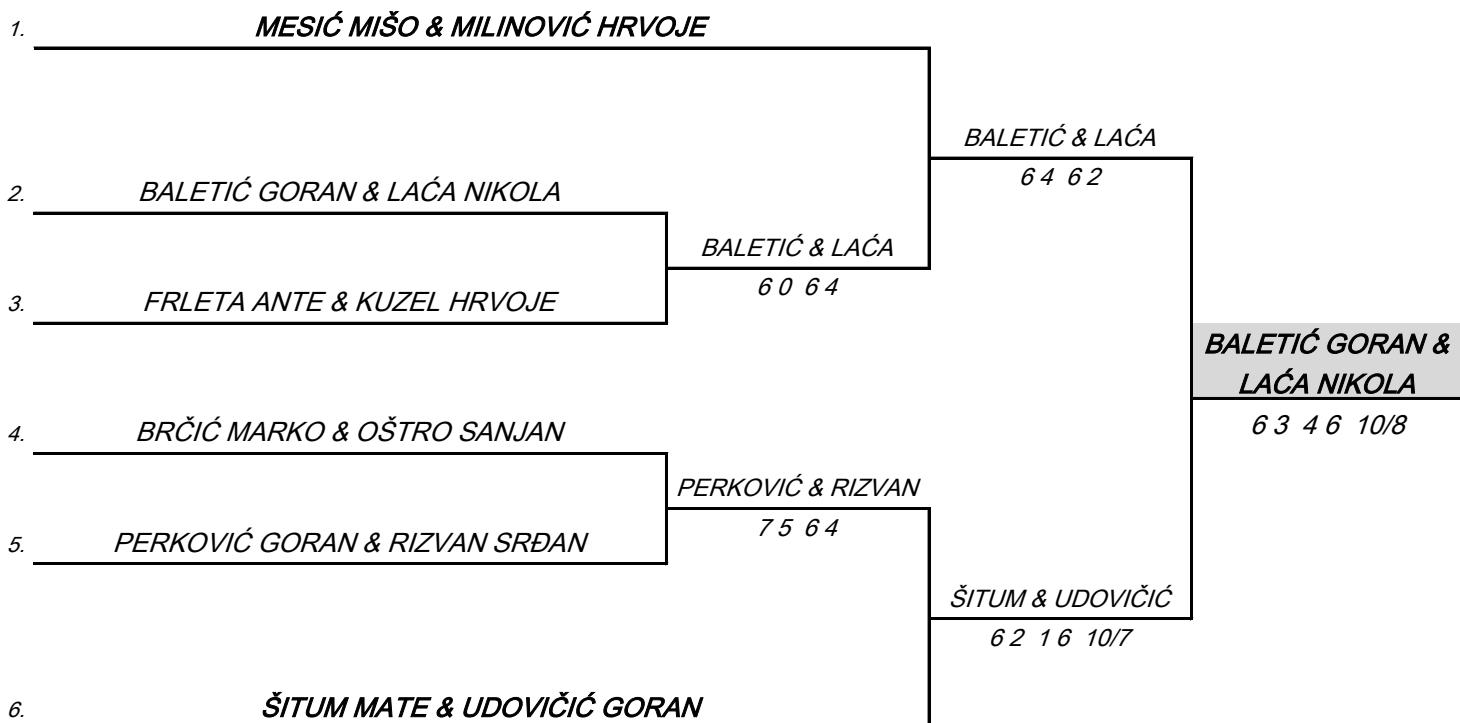 1. MESIĆ MIŠO & MILINOVIĆ HRVOJE
BALETIĆ & LAĆA
6 4 6 2
2. BALETIĆ GORAN & LAĆA NIKOLA
BALETIĆ & LAĆA
6 0 6 4
3. FRLETA ANTE & KUZEL HRVOJE
BALETIĆ GORAN &
LAĆA NIKOLA
6 3 4 6 10/8
4. BRČIĆ MARKO & OŠTRO SANJAN
PERKOVIĆ & RIZVAN
7 5 6 4
5. PERKOVIĆ GORAN & RIZVAN SRĐAN
ŠITUM & UDOVIČIĆ
6 2 1 6 10/7
6. ŠITUM MATE & UDOVIČIĆ GORAN